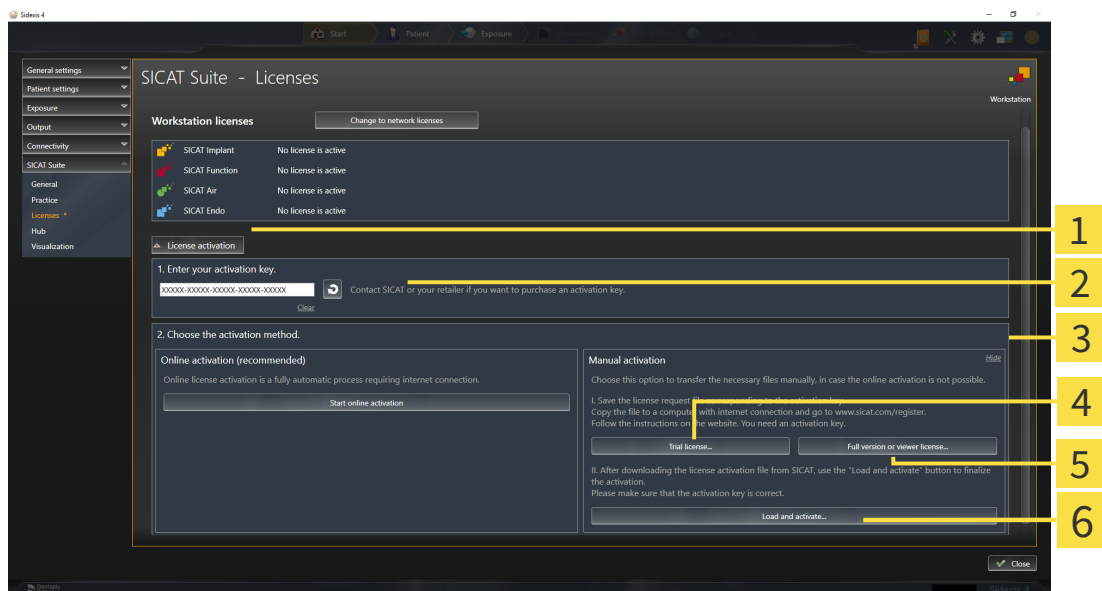 Sidexis 4
Start
Patient
Exposure
General settings
Patient settings
Exposure
Output
Connectivity
SICAT Suite
General
Practice
Licenses *
Hub
Visualization
SICAT Suite - Licenses
Workstation
Workstation licenses
Change to network licenses
SICAT Implant No license is active
SICAT Function No license is active
SICAT Air No license is active
SICAT Endo No license is active
License activation
1. Enter your activation key.
XXXXX-XXXXX-XXXXX-XXXXX-XXXXX
Contact SICAT or your retailer if you want to purchase an activation key.
Clear
2. Choose the activation method.
Online activation (recommended)
Online license activation is a fully automatic process requiring internet connection.
Start online activation
Manual activation
Hide
Choose this option to transfer the necessary files manually, in case the online activation is not possible.
I. Save the license request file corresponding to the activation key.
Copy the file to a computer with internet connection and go to www.sicat.com/register.
Follow the instructions on the website. You need an activation key.
Trial license...
Full version or viewer license...
II. After downloading the license activation file from SICAT, use the "Load and activate" button to finalize
the activation.
Please make sure that the activation key is correct.
Load and activate...
Close
Dentsply
Sidexis 4
1
2
3
4
5
6